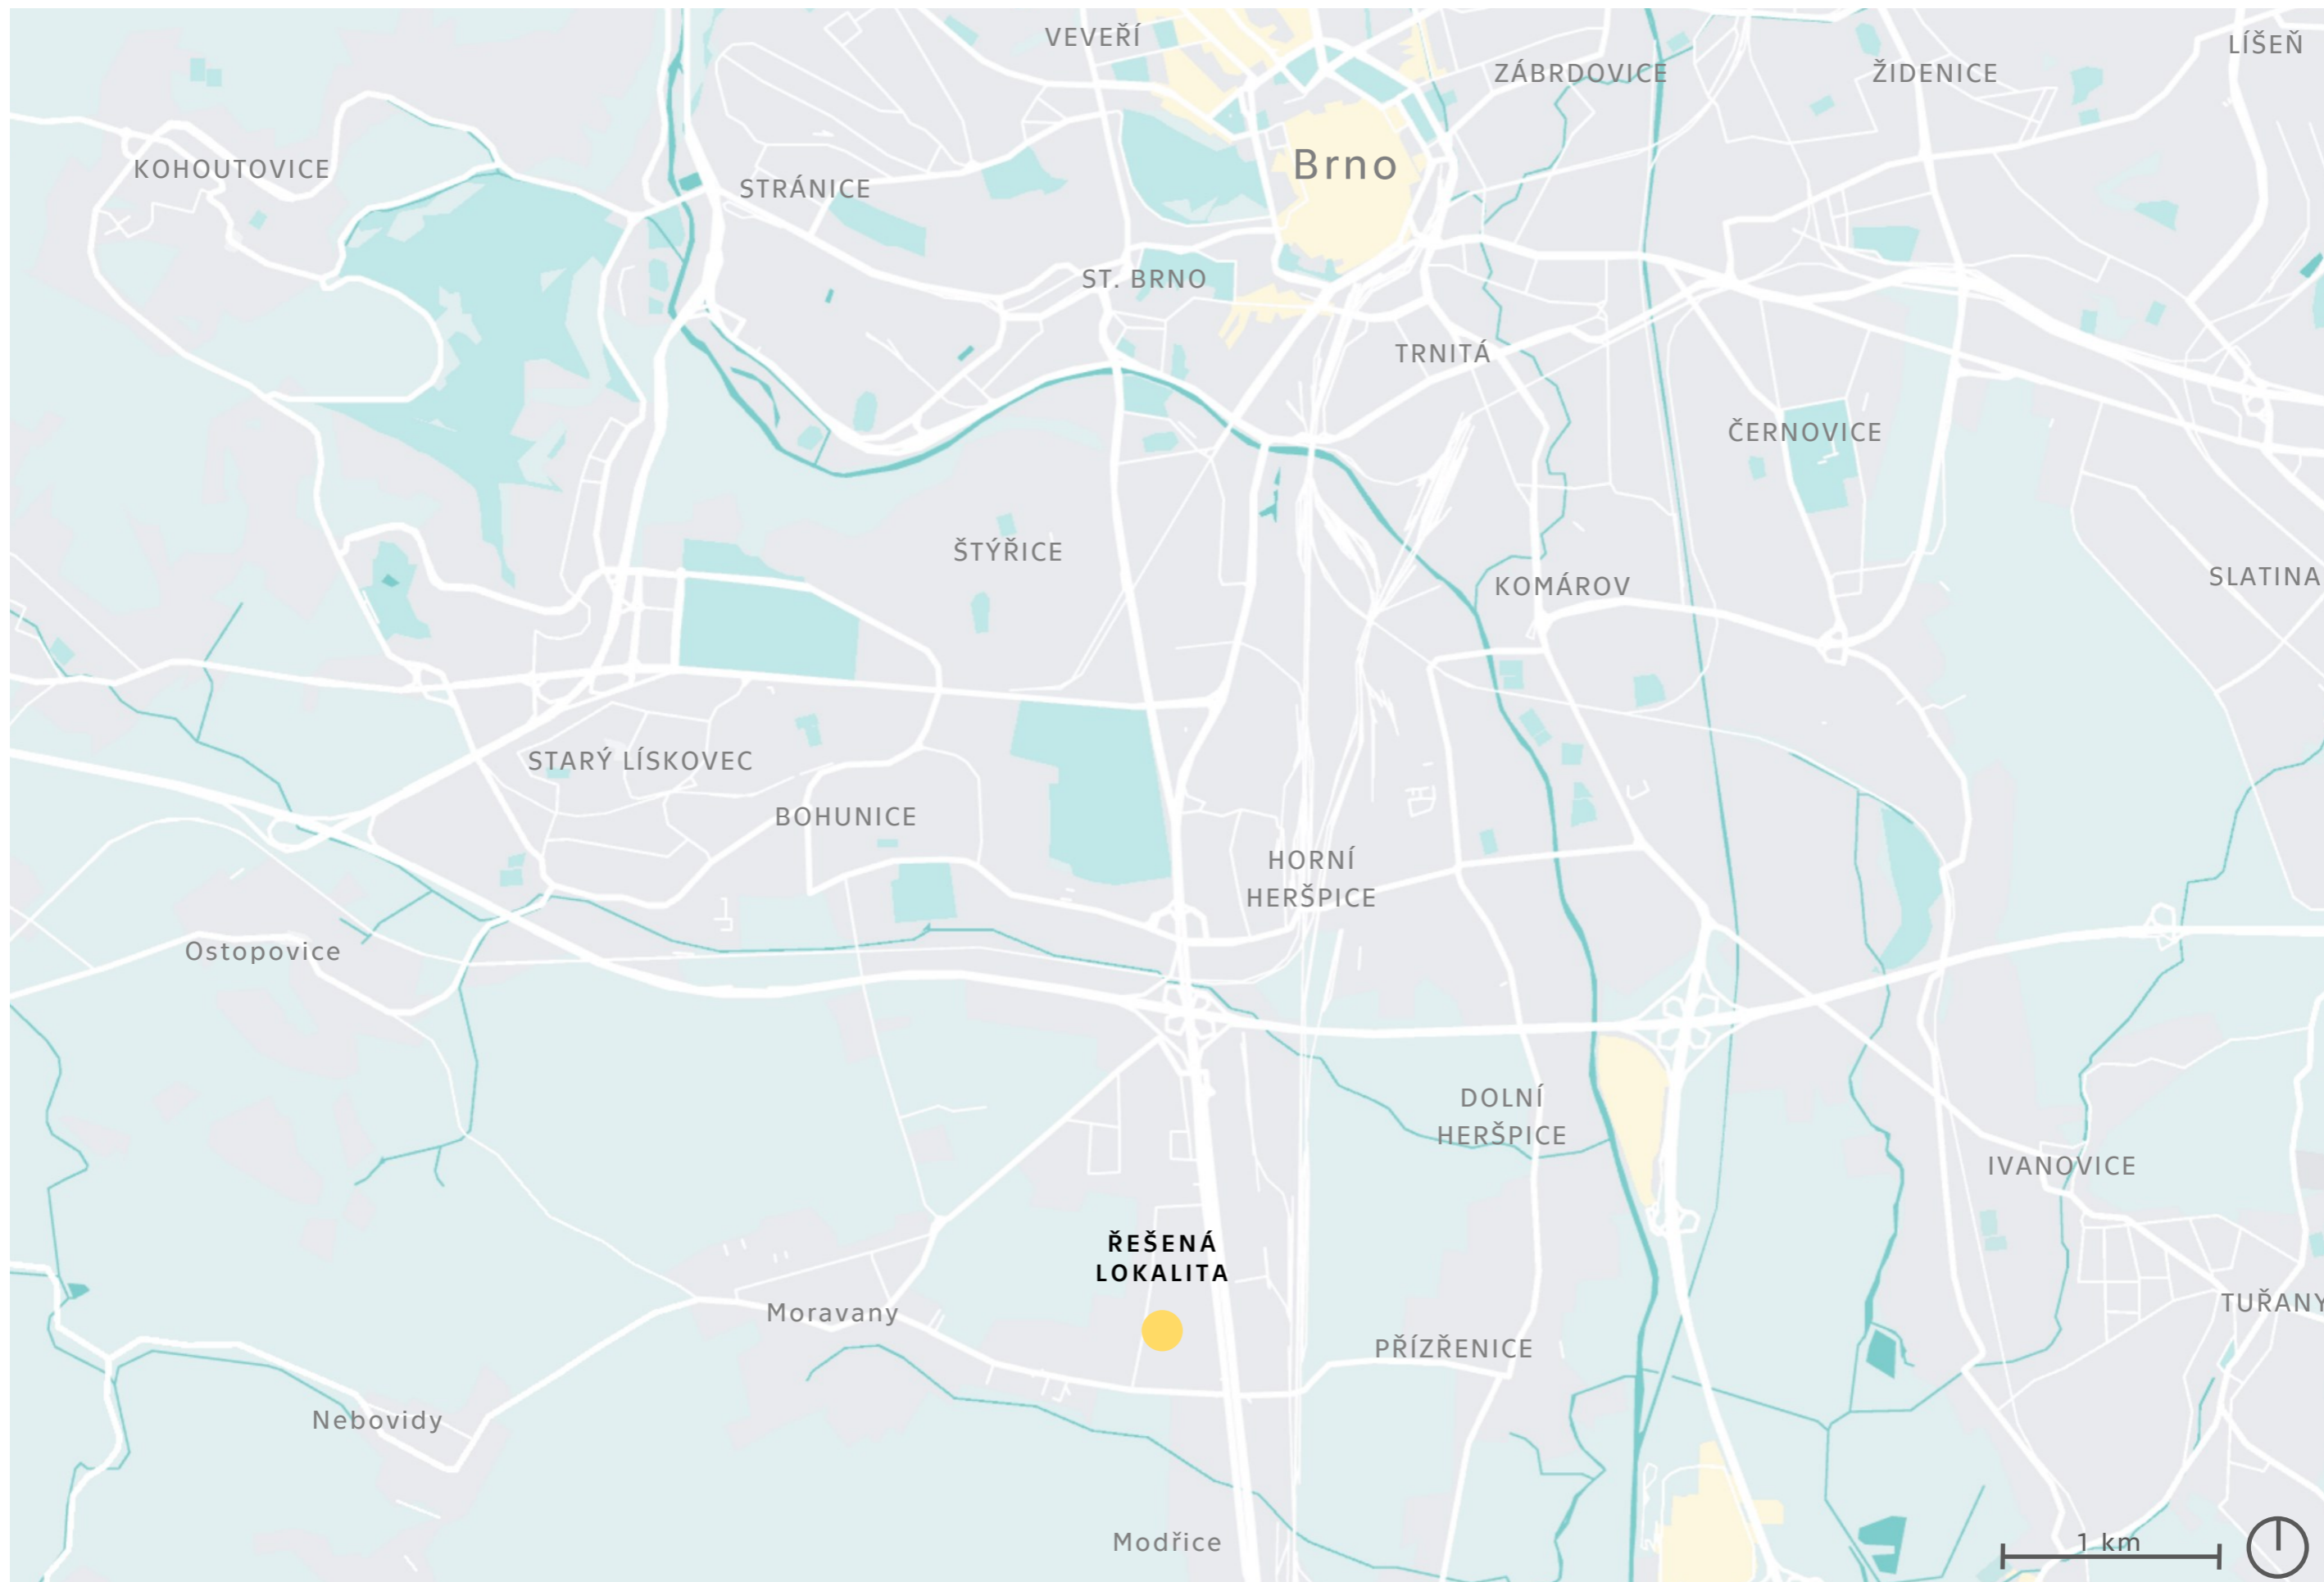 VEVEŘÍ
LÍŠEŇ
ZÁBRDOVICE
ŽIDENICE
Brno
KOHOUTOVICE
STRÁNICE
ST. BRNO
TRNITÁ
ČERNOVICE
ŠTÝŘICE
SLATINA
KOMÁROV
STARÝ LÍSKOVEC
BOHUNICE
HORNÍ
HERŠPICE
Ostopovice
DOLNÍ
HERŠPICE
IVANOVICE
ŘEŠENÁ
LOKALITA
TUŘANY
Moravany
PŘÍZŘENICE
Nebovidy
Modřice
1 km